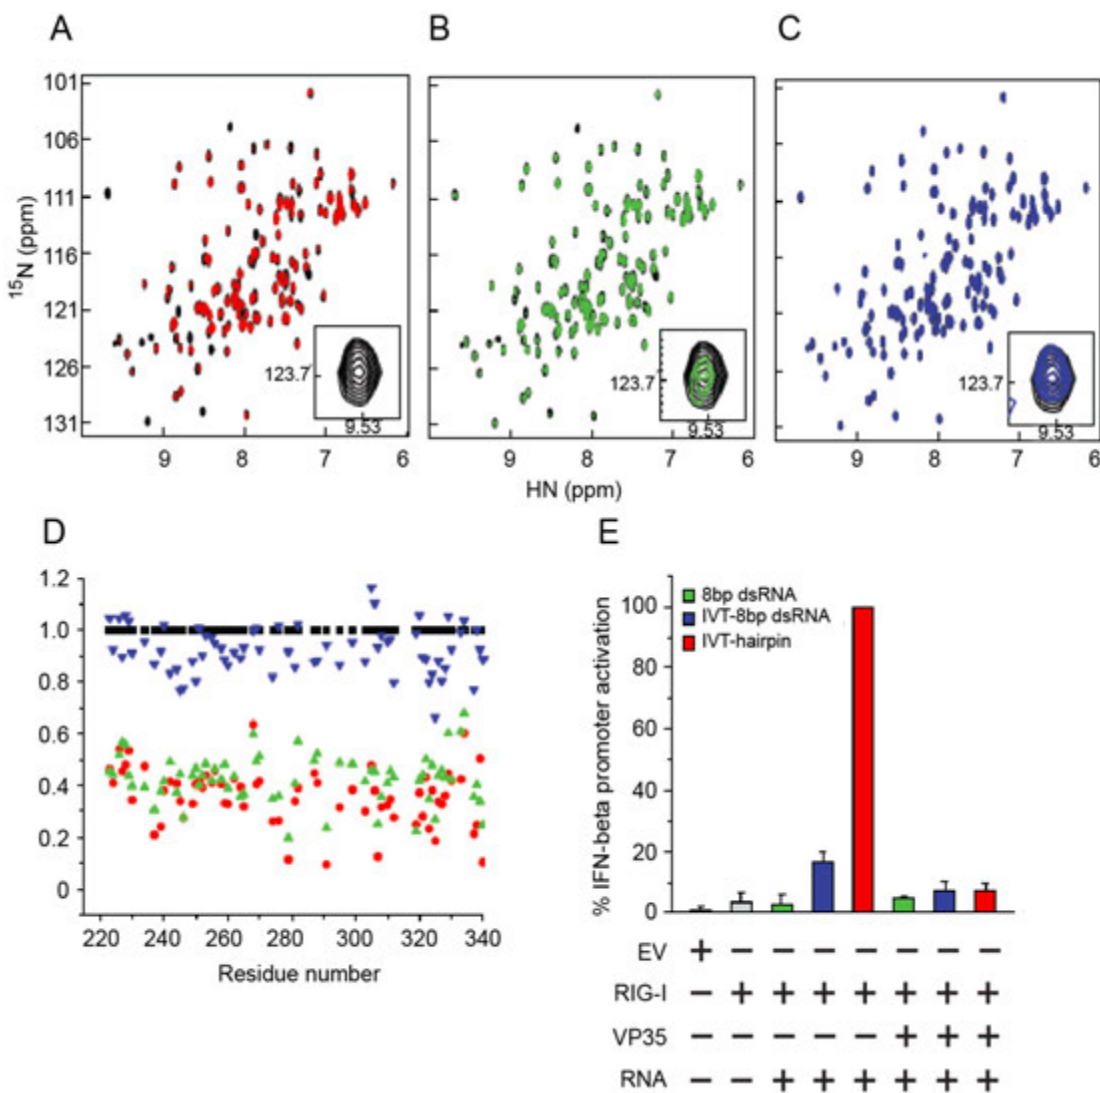 A
B
C
101
106
111
116
121
126
131
15N (ppm)
123.7
9.53
123.7
9.53
123.7
9.53
9 8 7 6
9 8 7 6
9 8 7 6
HN (ppm)
D
1.2
1.0
0.8
0.6
0.4
0.2
0
220 240 260 280 300 320 340
Residue number
E
% IFN-beta promoter activation
100
80
60
40
20
0
8bp dsRNA
IVT-8bp dsRNA
IVT-hairpin
EV + − − − − − − −
RIG-I − + + + + + + +
VP35 − − − − − + + +
RNA − − + + + + + +